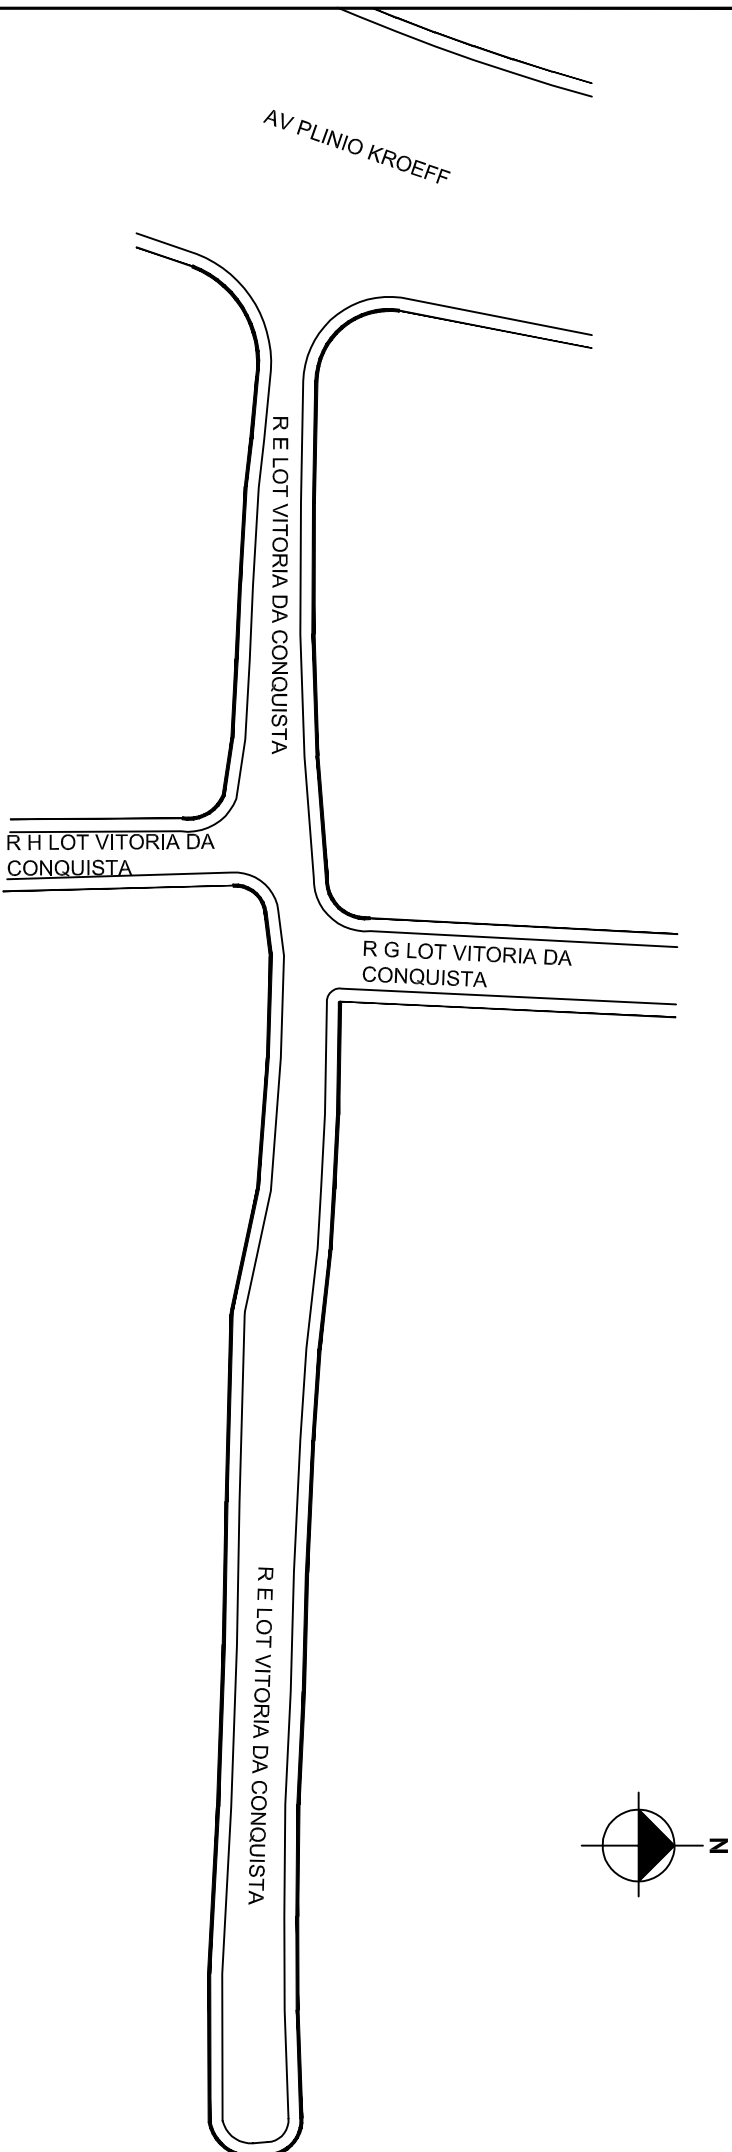 AV PLINIO KROEFF
R E LOT VITORIA DA CONQUISTA
R H LOT VITORIA DA
CONQUISTA
R G LOT VITORIA DA
CONQUISTA
R E LOT VITORIA DA CONQUISTA
N